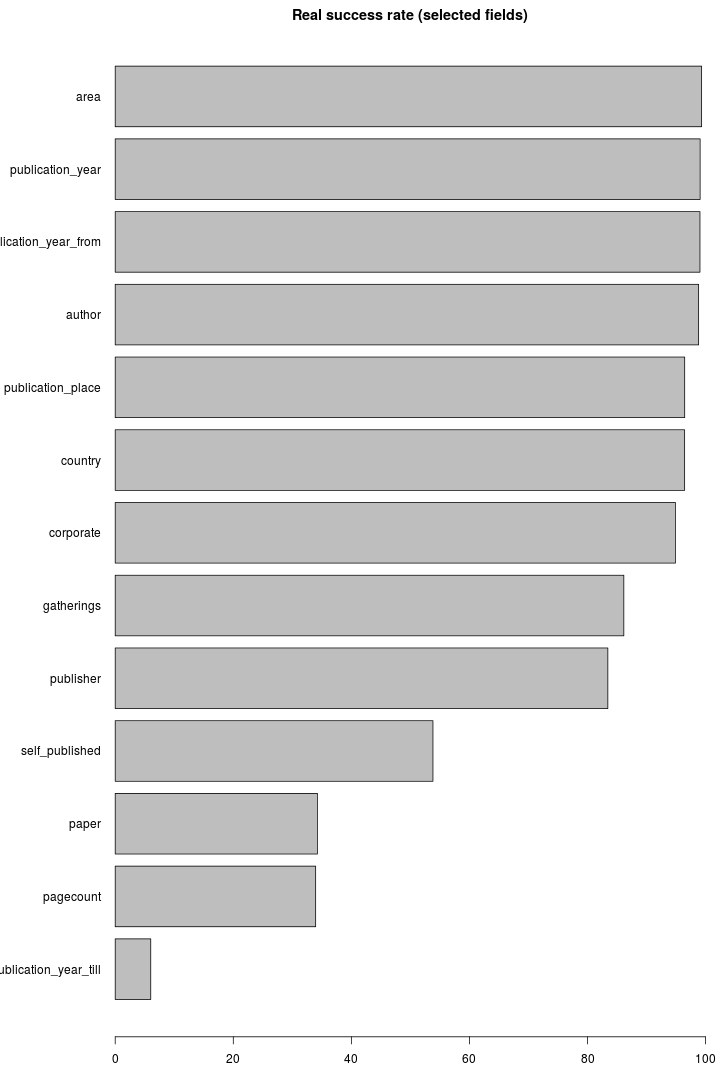 Real success rate (selected fields)
area
publication_year
lication_year_from
author
publication_place
country
corporate
gatherings
publisher
self_published
paper
pagecount
ublication_year_till
0 20 40 60 80 100